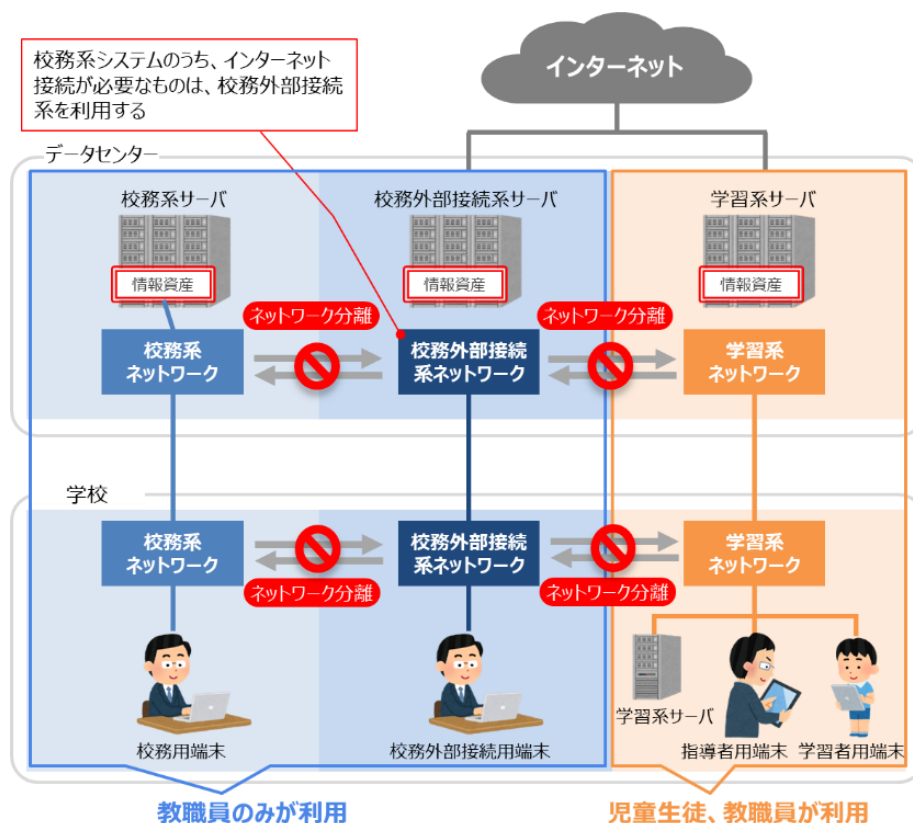 校務系システムのうち、インターネット
接続が必要なものは、校務外部接続
系を利用する
インターネット
データセンター
校務系サーバ
校務外部接続系サーバ
学習系サーバ
情報資産
情報資産
情報資産
ネットワーク分離
ネットワーク分離
校務系
ネットワーク
校務外部接続
系ネットワーク
学習系
ネットワーク
学校
校務系
ネットワーク
校務外部接続
系ネットワーク
学習系
ネットワーク
ネットワーク分離
ネットワーク分離
学習系サーバ
校務用端末
校務外部接続用端末
指導者用端末
学習者用端末
教職員のみが利用
児童生徒、教職員が利用